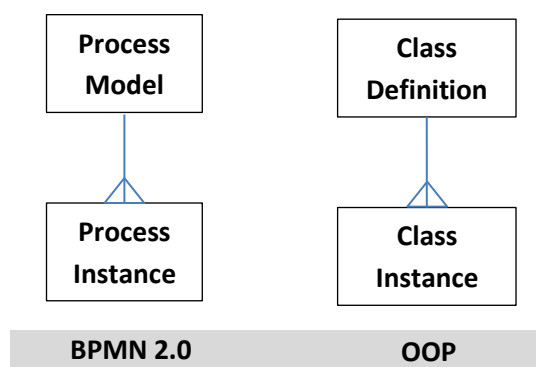 Process
Model
Class
Definition
Process
Instance
Class
Instance
BPMN 2.0
OOP